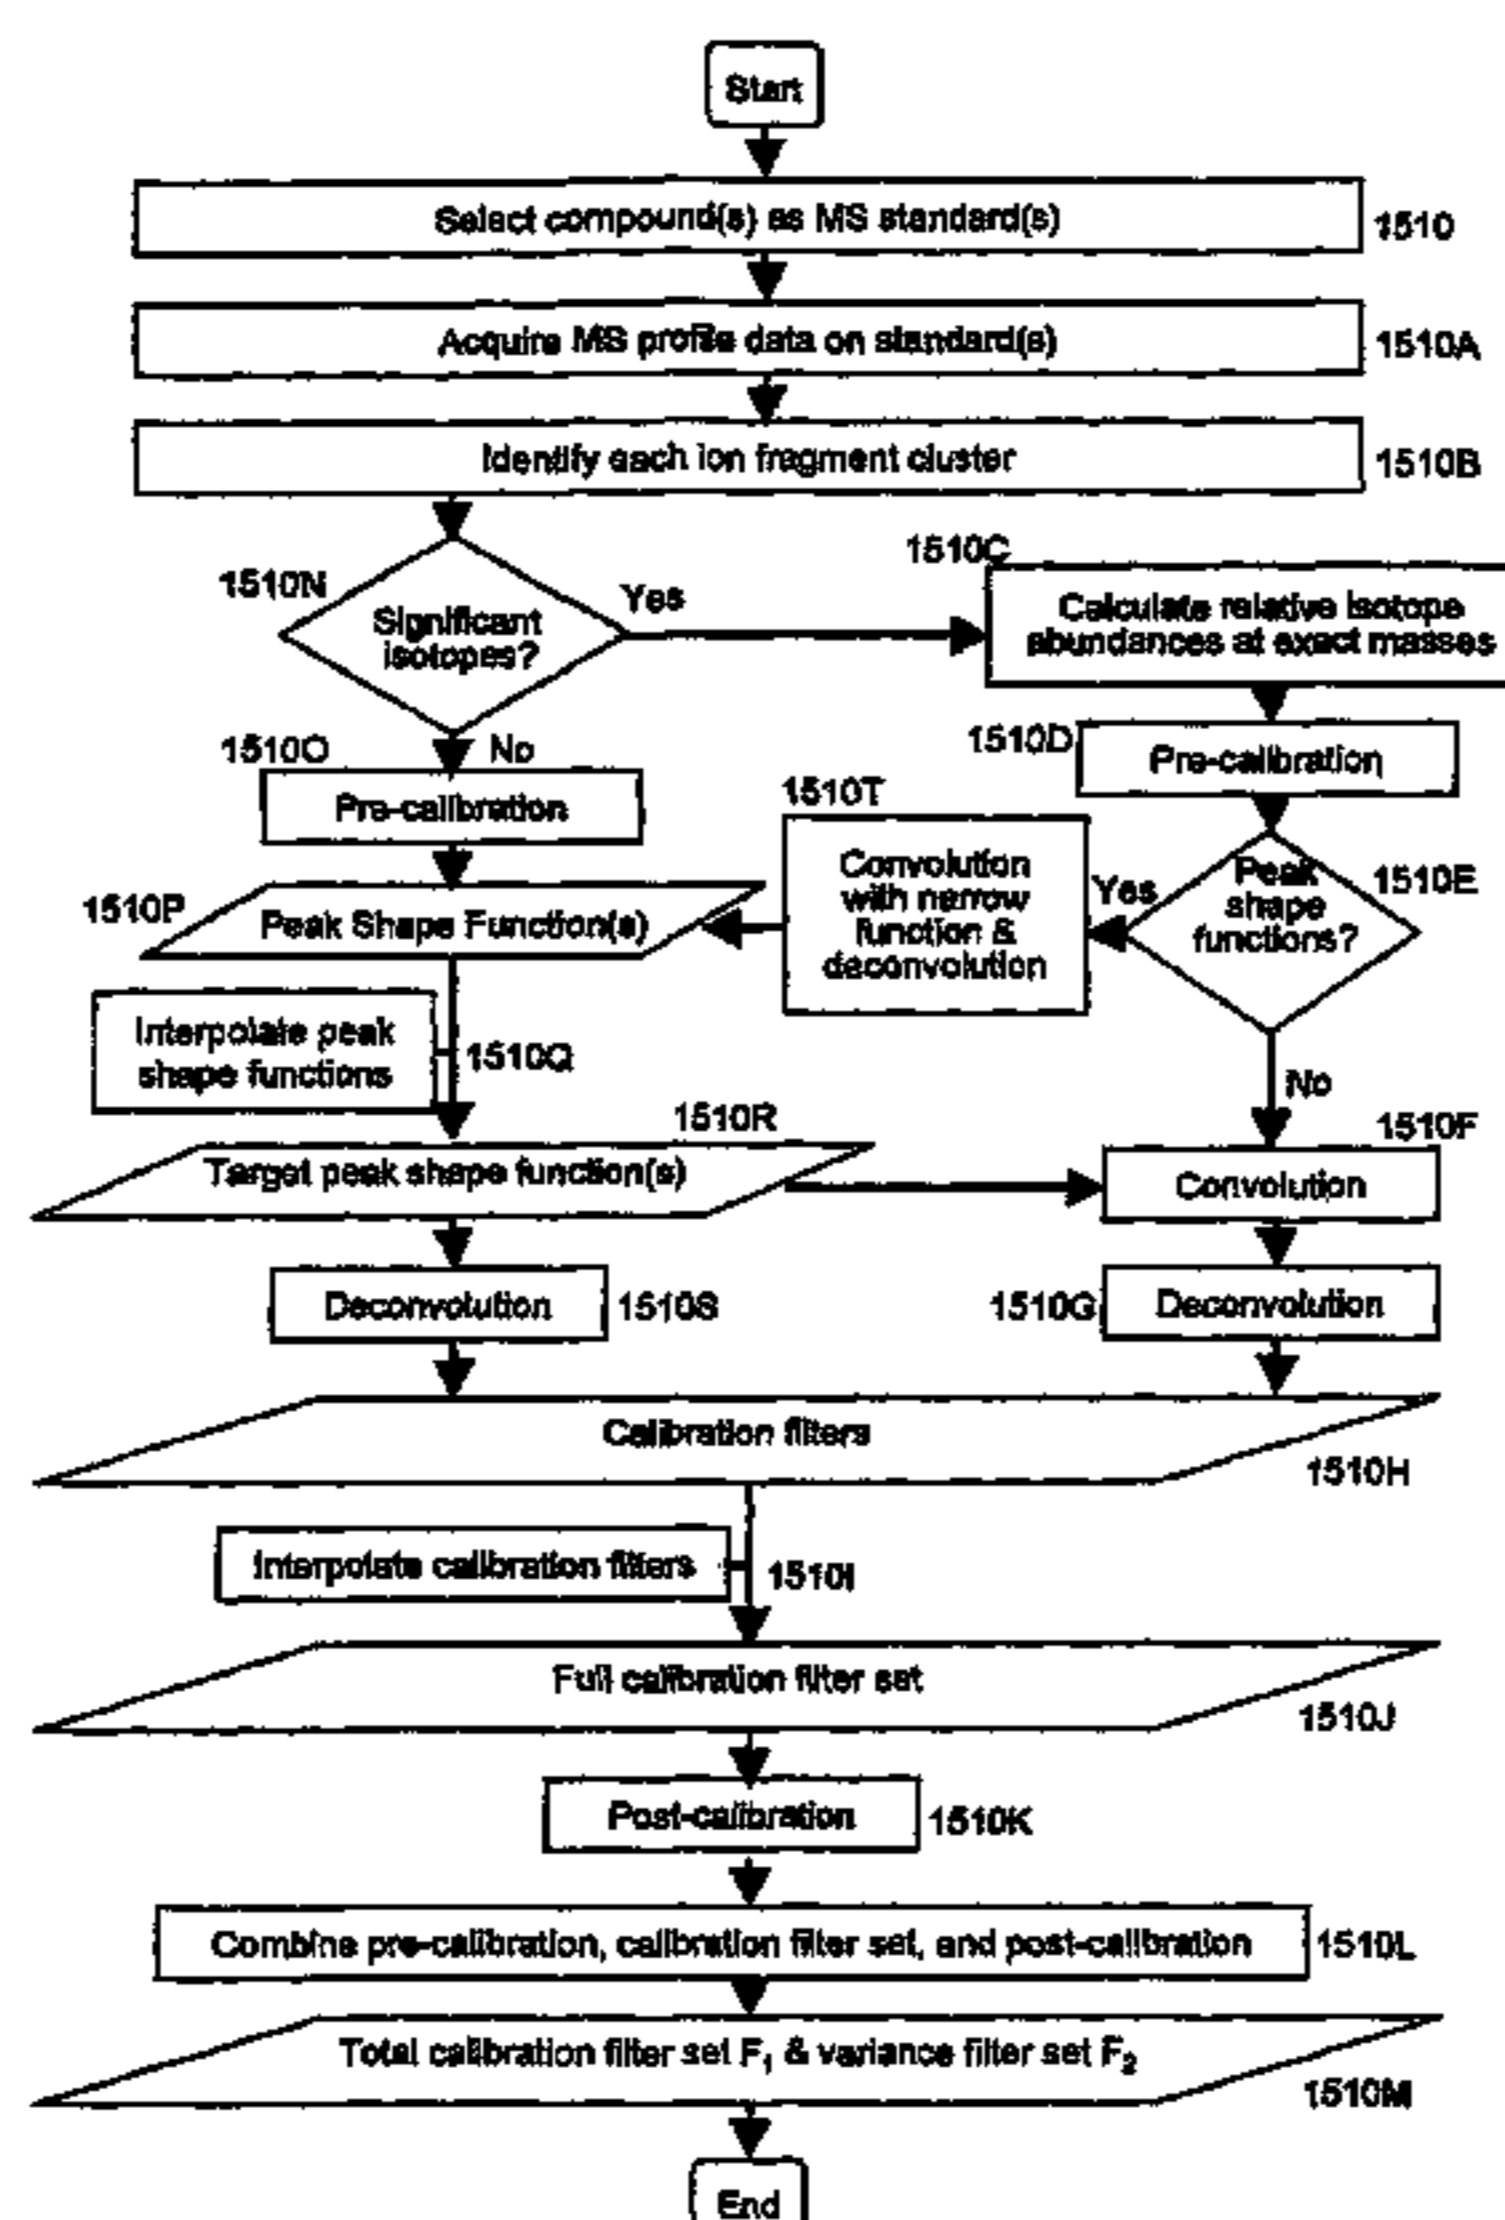 Start
Select compound(s) as MS standard(s)
1510
Acquire MS profile data on standard(s)
1510A
Identify each ion fragment cluster
1510B
1510N
Significant
isotopes?
Yes
1510C
Calculate relative isotope
abundances at exact masses
1510O
No
Pre-calibration
1510D
Pre-calibration
1510T
Convolution
with narrow
function &
deconvolution
Yes
Peak
shape
functions?
1510E
1510P
Peak Shape Function(s)
Interpolate peak
shape functions
1510Q
No
1510R
Target peak shape function(s)
1510F
Convolution
Deconvolution
1510S
1510G
Deconvolution
Calibration filters
1510H
Interpolate calibration filters
1510I
Full calibration filter set
1510J
Post-calibration
1510K
Combine pre-calibration, calibration filter set, and post-calibration
1510L
Total calibration filter set F₁ & variance filter set F₂
1510M
End